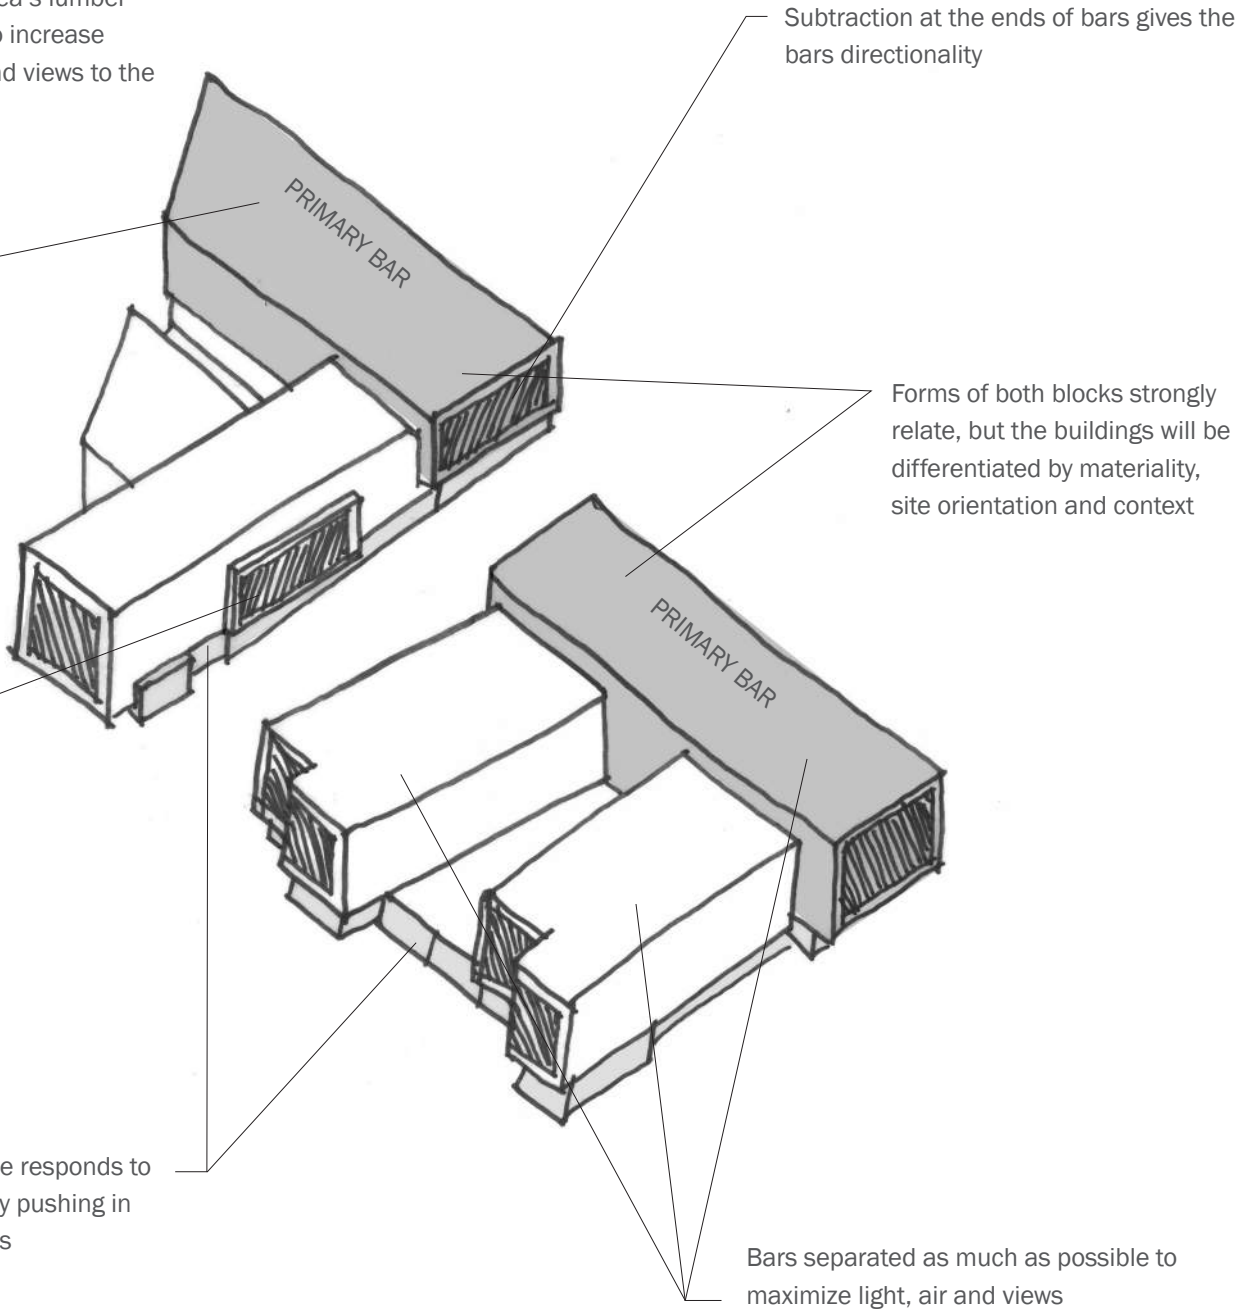 ea's lumber
o increase
nd views to the
Subtraction at the ends of bars gives the
bars directionality
PRIMARY BAR
Forms of both blocks strongly
relate, but the buildings will be
differentiated by materiality,
site orientation and context
PRIMARY BAR
e responds to
y pushing in
s
Bars separated as much as possible to
maximize light, air and views